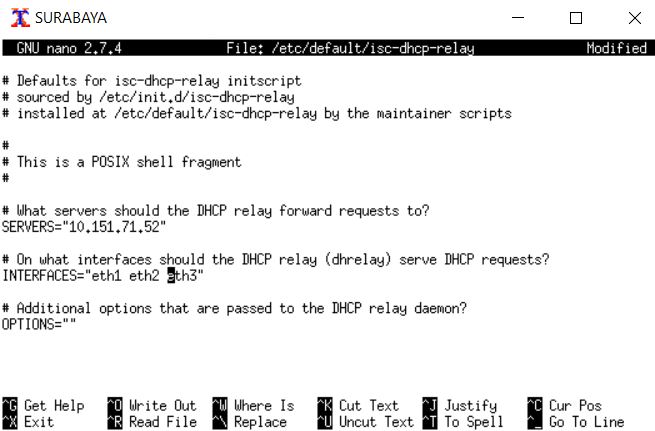 SURABAYA
GNU nano 2.7.4 File: /etc/default/isc-dhcp-relay Modified
# Defaults for isc-dhcp-relay initscript
# sourced by /etc/init.d/isc-dhcp-relay
# installed at /etc/default/isc-dhcp-relay by the maintainer scripts
#
# This is a POSIX shell fragment
#
# What servers should the DHCP relay forward requests to?
SERVERS="10.151.71.52"
# On what interfaces should the DHCP relay (dhrelay) serve DHCP requests?
INTERFACES="eth1 eth2 eth3"
# Additional options that are passed to the DHCP relay daemon?
OPTIONS=""
^G Get Help ^O Write Out ^W Where Is ^K Cut Text ^J Justify ^C Cur Pos
^X Exit ^R Read File ^\ Replace ^U Uncut Text ^T To Spell ^_ Go To Line